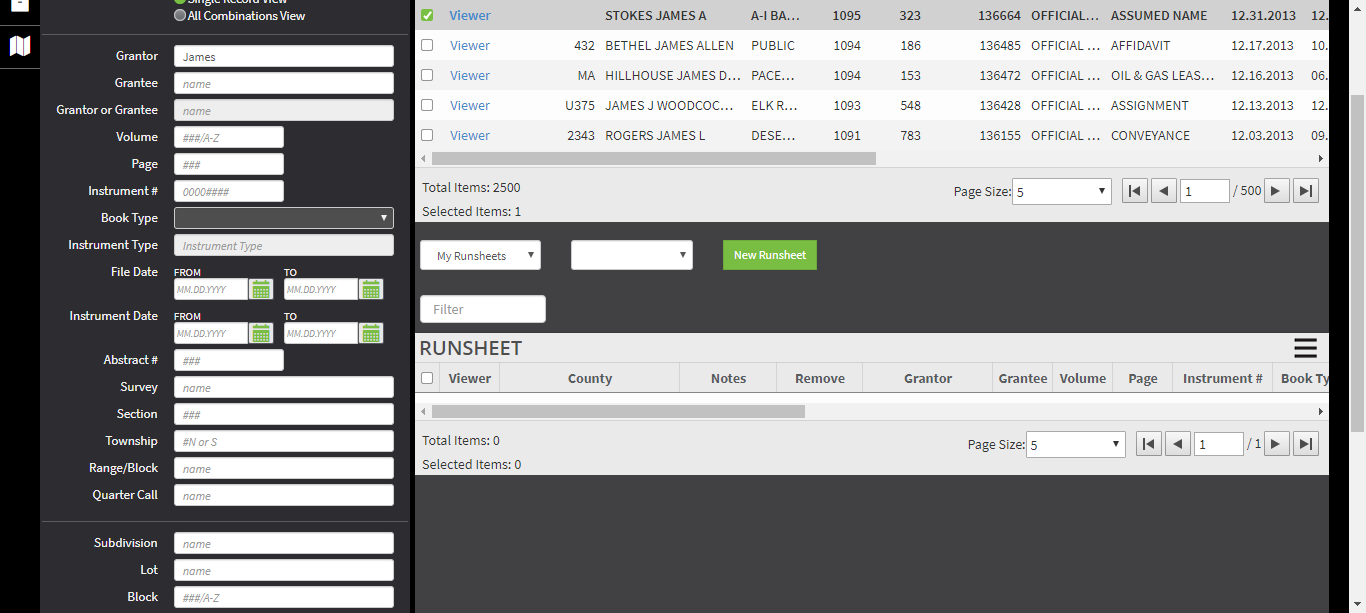 Single Record View
All Combinations View
Grantor James
Grantee name
Grantor or Grantee name
Volume ###/A-Z
Page ###
Instrument # 0000####
Book Type
Instrument Type Instrument Type
File Date FROM TO
MM.DD.YYYY MM.DD.YYYY
Instrument Date FROM TO
MM.DD.YYYY MM.DD.YYYY
Abstract # ###
Survey name
Section ###
Township #N or S
Range/Block name
Quarter Call name
Subdivision name
Lot name
Block ###/A-Z
Viewer STOKES JAMES A A-I BA... 1095 323 136664 OFFICIAL... ASSUMED NAME 12.31.2013 12.
Viewer 432 BETHEL JAMES ALLEN PUBLIC 1094 186 136485 OFFICIAL ... AFFIDAVIT 12.17.2013 10.
Viewer MA HILLHOUSE JAMES D... PACE... 1094 153 136472 OFFICIAL ... OIL & GAS LEAS... 12.16.2013 06.
Viewer U375 JAMES J WOODCOC... ELK R... 1093 548 136428 OFFICIAL ... ASSIGNMENT 12.13.2013 12.
Viewer 2343 ROGERS JAMES L DESE... 1091 783 136155 OFFICIAL ... CONVEYANCE 12.03.2013 09.
Total Items: 2500
Selected Items: 1
Page Size: 5 1 / 500
My Runsheets New Runsheet
Filter
RUNSHEET
Viewer County Notes Remove Grantor Grantee Volume Page Instrument # Book Ty
Total Items: 0
Selected Items: 0
Page Size: 5 1 / 1